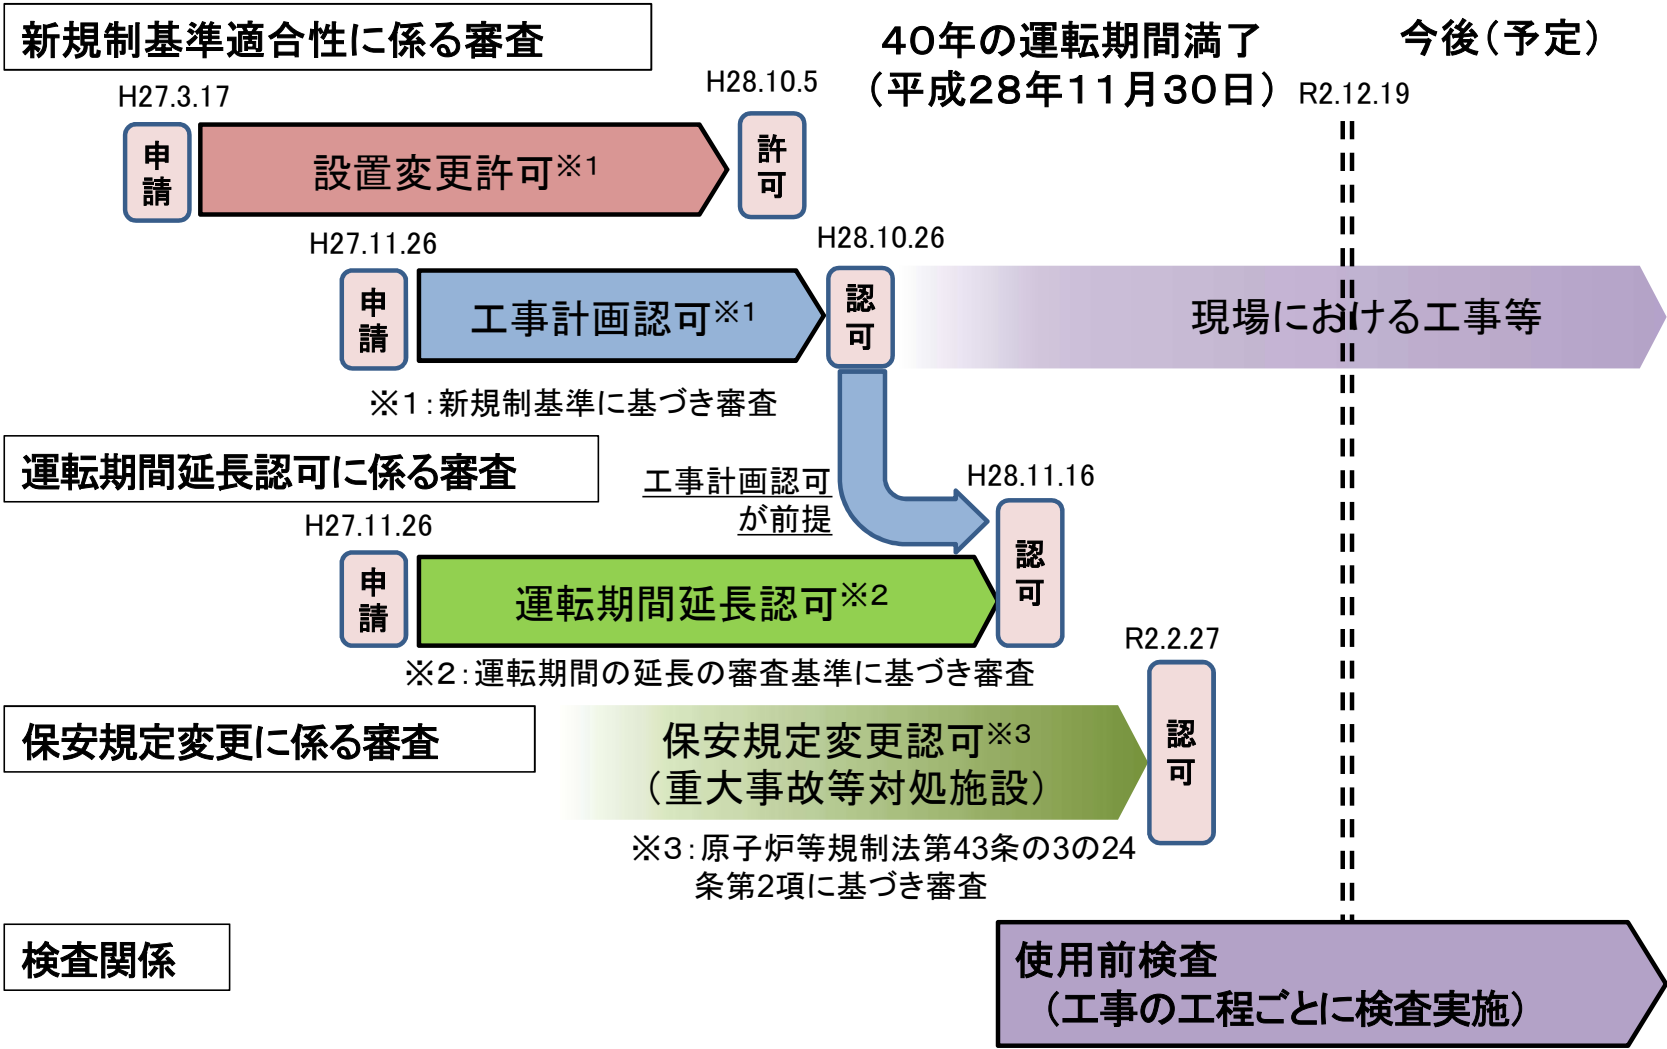 新規制基準適合性に係る審査
40年の運転期間満了
（平成28年11月30日）
今後（予定）
R2.12.19
H27.3.17
申請
設置変更許可※1
H28.10.5
許可
H27.11.26
申請
工事計画認可※1
H28.10.26
認可
現場における工事等
※1：新規制基準に基づき審査
運転期間延長認可に係る審査
工事計画認可
が前提
H28.11.16
認可
H27.11.26
申請
運転期間延長認可※2
※2：運転期間の延長の審査基準に基づき審査
R2.2.27
認可
保安規定変更に係る審査
保安規定変更認可※3
（重大事故等対処施設）
※3：原子炉等規制法第43条の3の24
条第2項に基づき審査
検査関係
使用前検査
（工事の工程ごとに検査実施）